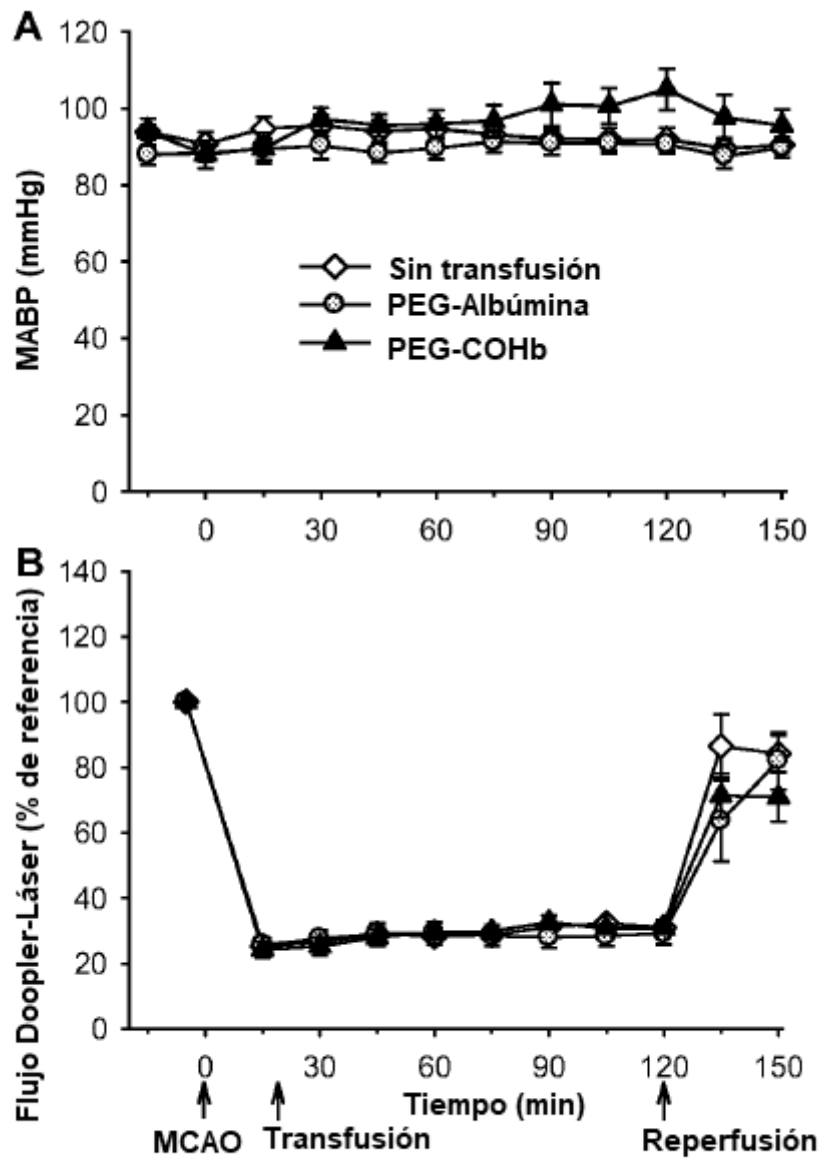 A
120
100
80
60
40
20
0
MABP (mmHg)
Sin transfusión
PEG-Albúmina
PEG-COHb
0 30 60 90 120 150
B
140
120
100
80
60
40
20
0
Flujo Doopler-Láser (% de referencia)
0 30 60 90 120 150
Tiempo (min)
MCAO Transfusión Reperfusión